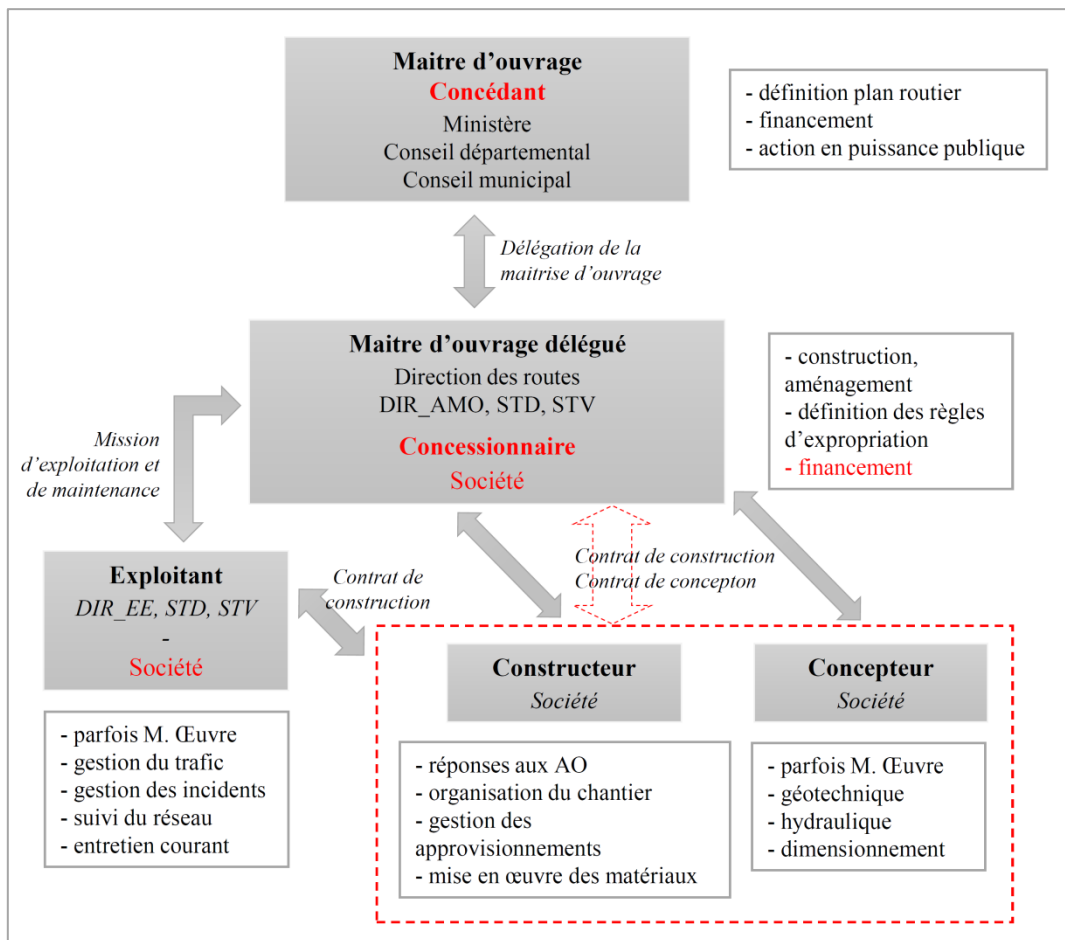 Maitre d'ouvrage
Concédant
Ministère
Conseil départemental
Conseil municipal
- définition plan routier
- financement
- action en puissance publique
Délégation de la
maitrise d'ouvrage
Maitre d'ouvrage délégué
Direction des routes
DIR_AMO, STD, STV
Concessionnaire
Société
- construction,
aménagement
- définition des règles
d'expropriation
- financement
Mission
d'exploitation et
de maintenance
Exploitant
DIR_EE, STD, STV
-
Société
Contrat de
construction
Contrat de construction
Contrat de concepton
Constructeur
Société
Concepteur
Société
- parfois M. Œuvre
- gestion du trafic
- gestion des incidents
- suivi du réseau
- entretien courant
- réponses aux AO
- organisation du chantier
- gestion des
approvisionnements
- mise en œuvre des matériaux
- parfois M. Œuvre
- géotechnique
- hydraulique
- dimensionnement